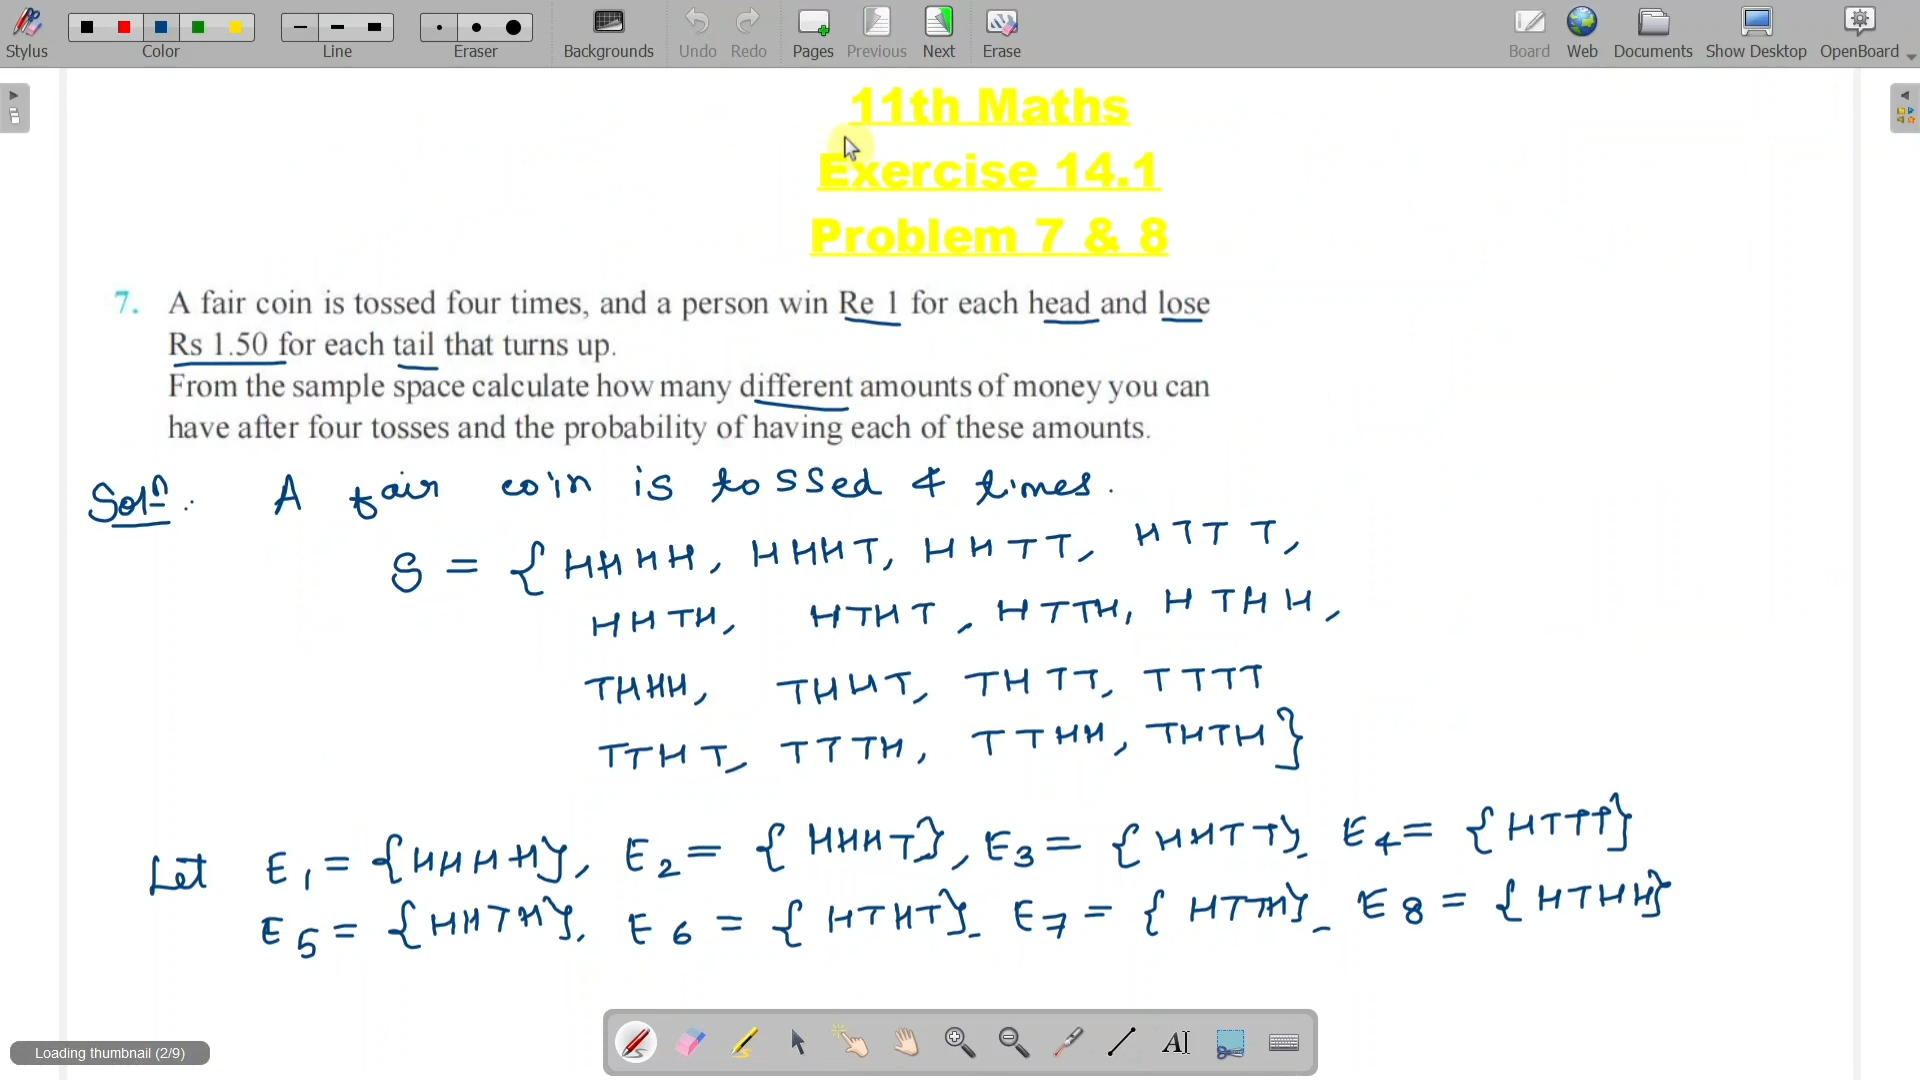 Stylus Color Line Eraser Backgrounds Undo Redo Pages Previous Next Erase Board Web Documents Show Desktop OpenBoard
11th Maths
Exercise 14.1
Problem 7 & 8
7. A fair coin is tossed four times, and a person win Re 1 for each head and lose
Rs 1.50 for each tail that turns up.
From the sample space calculate how many different amounts of money you can
have after four tosses and the probability of having each of these amounts.
Solⁿ: A fair coin is tossed 4 times.
S = {HHHH, HHHT, HHTT, HTTT,
HHTH, HTHT, HTTH, HTHH,
THHH, THHT, THTT, TTTT
TTHT, TTTH, TTHH, THTH}
Let E₁ = {HHHH}, E₂ = {HHHT}, E₃ = {HHTT}, E₄ = {HTTT}
E₅ = {HHTH}, E₆ = {HTHT}, E₇ = {HTTH}, E₈ = {HTHH}
Loading thumbnail (2/9)